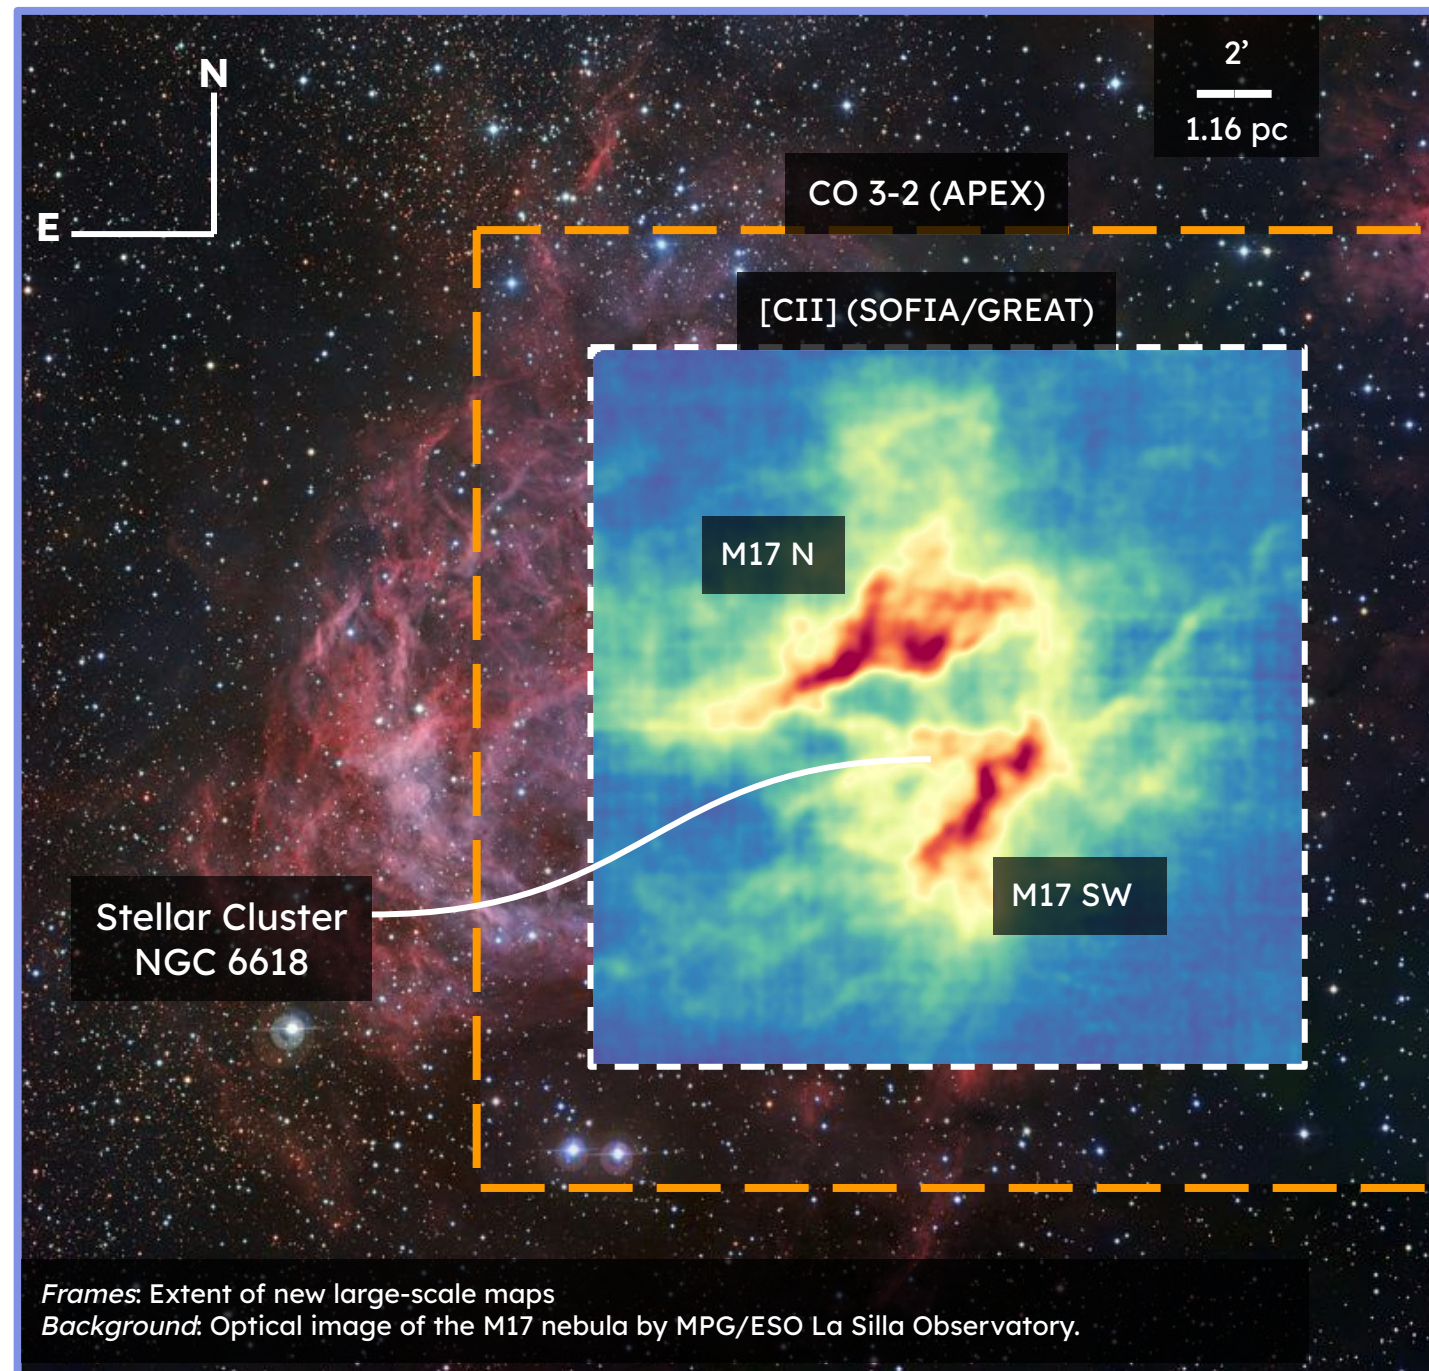 N
E
2’
1.16 pc
CO 3-2 (APEX)
[CII] (SOFIA/GREAT)
M17 N
M17 SW
Stellar Cluster
NGC 6618
Frames: Extent of new large-scale maps
Background: Optical image of the M17 nebula by MPG/ESO La Silla Observatory.